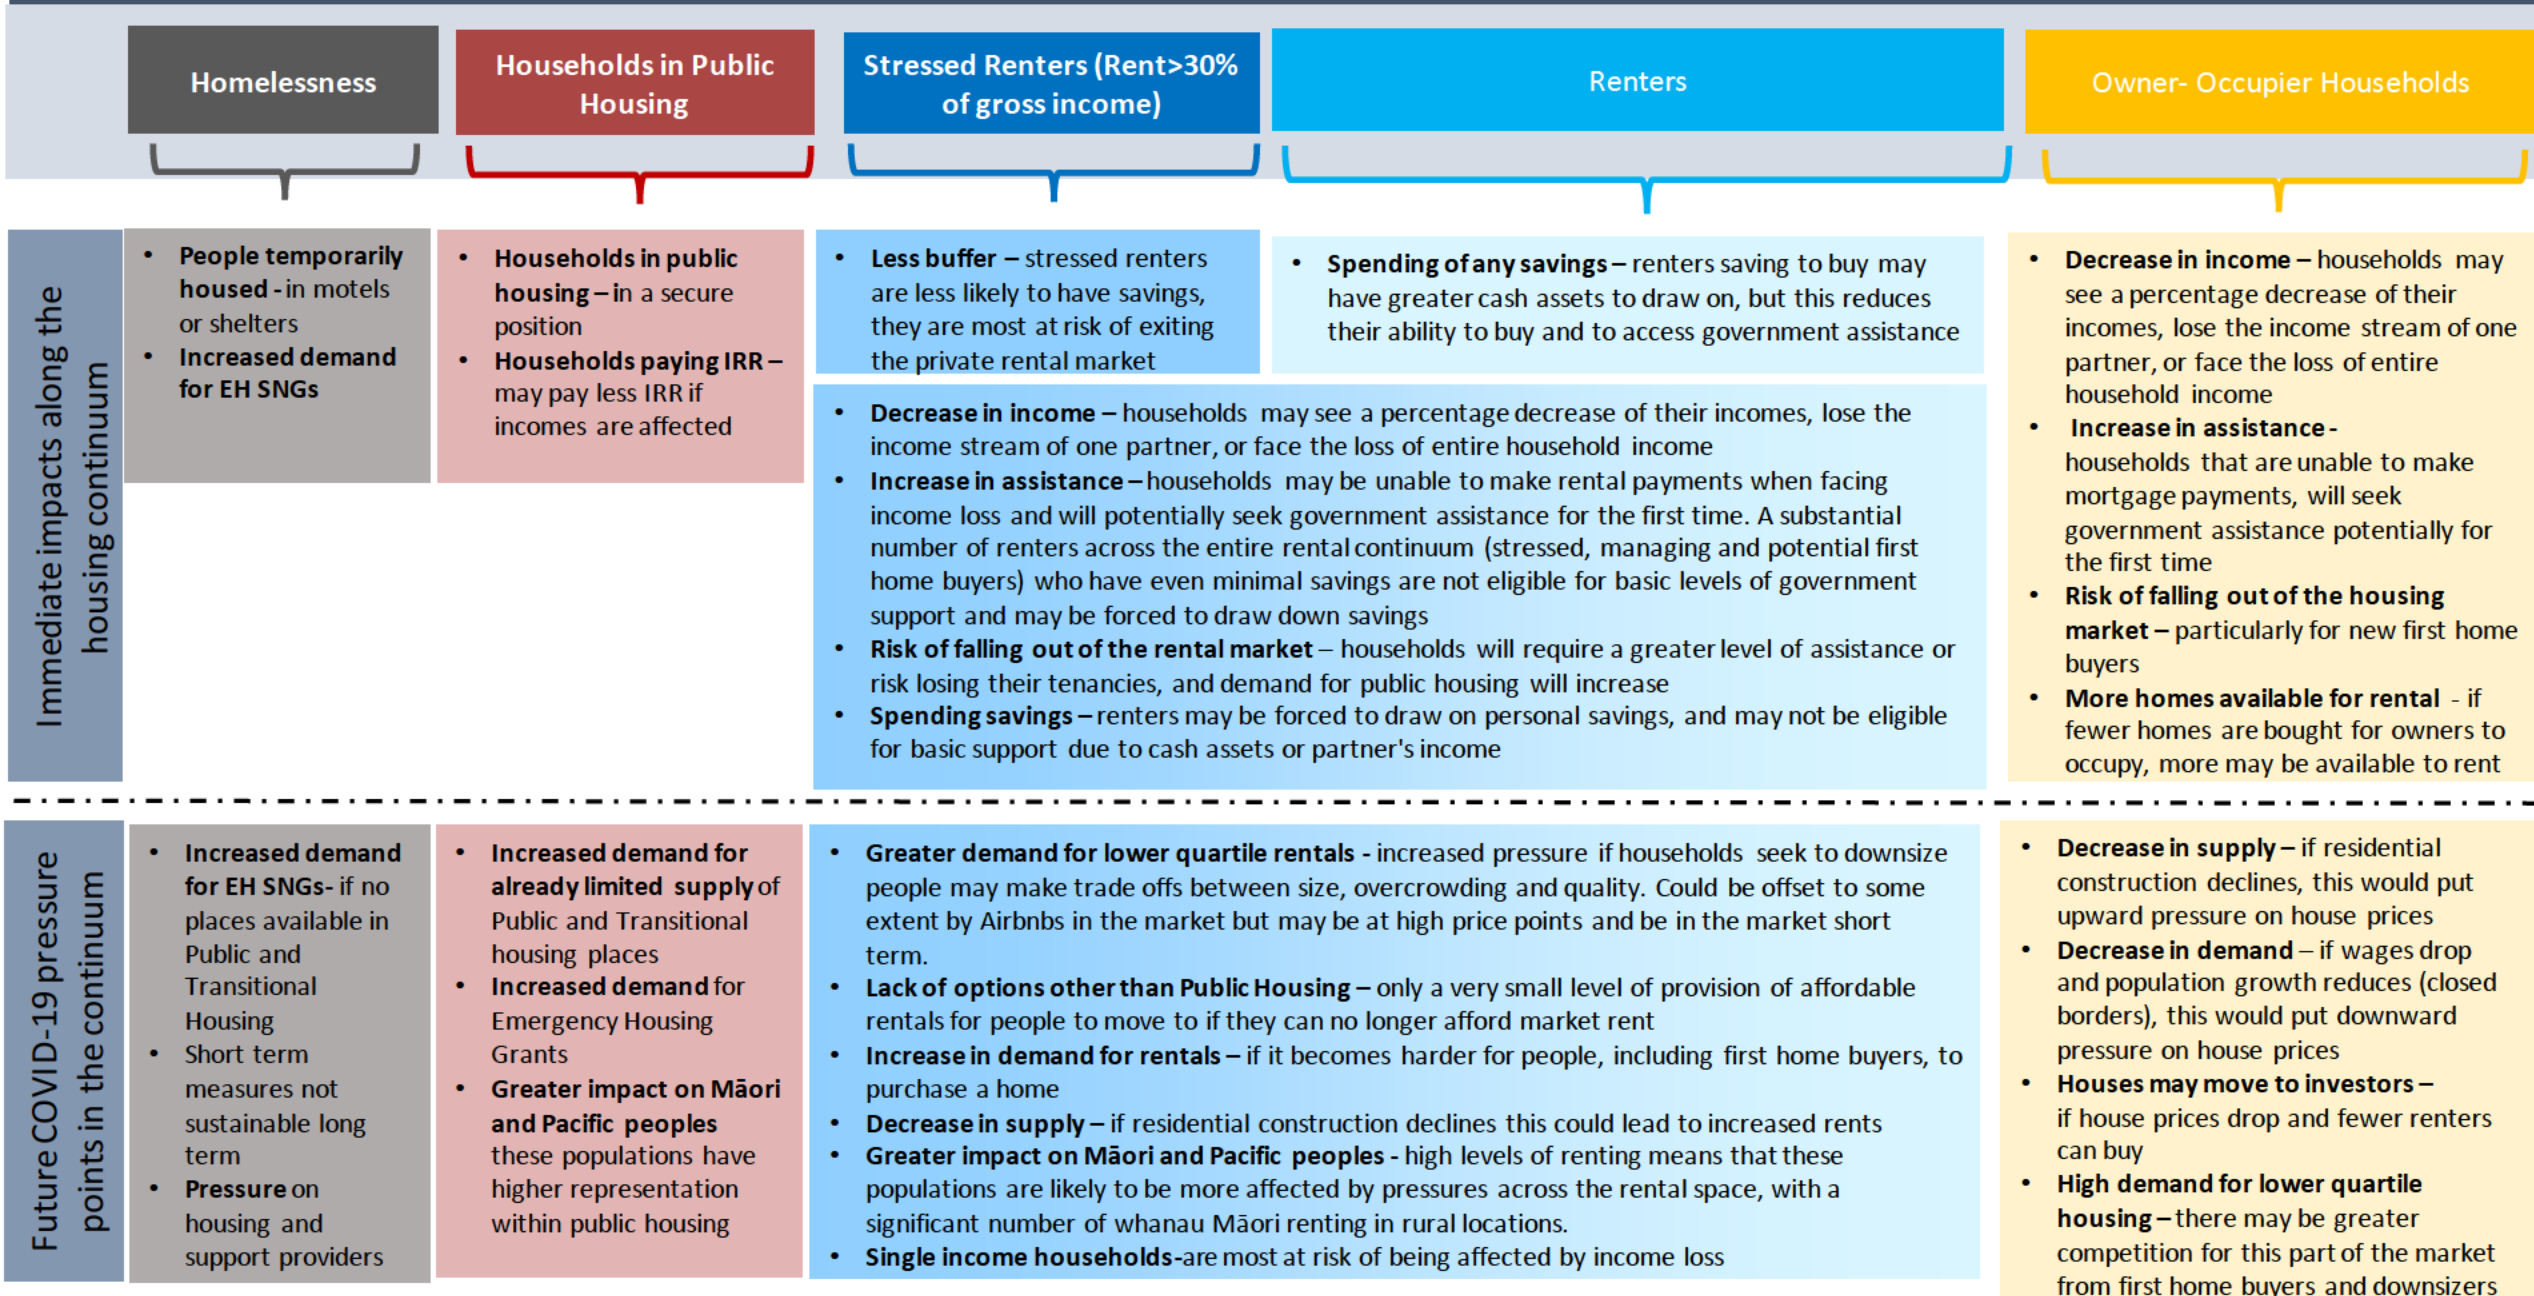 Homelessness
Households in Public
Housing
Stressed Renters (Rent>30%
of gross income)
Renters
Owner- Occupier Households
Immediate impacts along the
housing continuum
• People temporarily
housed - in motels
or shelters
• Increased demand
for EH SNGs
• Households in public
housing – in a secure
position
• Households paying IRR –
may pay less IRR if
incomes are affected
• Less buffer – stressed renters
are less likely to have savings,
they are most at risk of exiting
the private rental market
• Spending of any savings – renters saving to buy may
have greater cash assets to draw on, but this reduces
their ability to buy and to access government assistance
• Decrease in income – households may see a percentage decrease of their incomes, lose the
income stream of one partner, or face the loss of entire household income
• Increase in assistance – households may be unable to make rental payments when facing
income loss and will potentially seek government assistance for the first time. A substantial
number of renters across the entire rental continuum (stressed, managing and potential first
home buyers) who have even minimal savings are not eligible for basic levels of government
support and may be forced to draw down savings
• Risk of falling out of the rental market – households will require a greater level of assistance or
risk losing their tenancies, and demand for public housing will increase
• Spending savings – renters may be forced to draw on personal savings, and may not be eligible
for basic support due to cash assets or partner's income
• Decrease in income – households may
see a percentage decrease of their
incomes, lose the income stream of one
partner, or face the loss of entire
household income
• Increase in assistance -
households that are unable to make
mortgage payments, will seek
government assistance potentially for
the first time
• Risk of falling out of the housing
market – particularly for new first home
buyers
• More homes available for rental - if
fewer homes are bought for owners to
occupy, more may be available to rent
Future COVID-19 pressure
points in the continuum
• Increased demand
for EH SNGs- if no
places available in
Public and
Transitional
Housing
• Short term
measures not
sustainable long
term
• Pressure on
housing and
support providers
• Increased demand for
already limited supply of
Public and Transitional
housing places
• Increased demand for
Emergency Housing
Grants
• Greater impact on Māori
and Pacific peoples
these populations have
higher representation
within public housing
• Greater demand for lower quartile rentals - increased pressure if households seek to downsize
people may make trade offs between size, overcrowding and quality. Could be offset to some
extent by Airbnbs in the market but may be at high price points and be in the market short
term.
• Lack of options other than Public Housing – only a very small level of provision of affordable
rentals for people to move to if they can no longer afford market rent
• Increase in demand for rentals – if it becomes harder for people, including first home buyers, to
purchase a home
• Decrease in supply – if residential construction declines this could lead to increased rents
• Greater impact on Māori and Pacific peoples - high levels of renting means that these
populations are likely to be more affected by pressures across the rental space, with a
significant number of whanau Māori renting in rural locations.
• Single income households-are most at risk of being affected by income loss
• Decrease in supply – if residential
construction declines, this would put
upward pressure on house prices
• Decrease in demand – if wages drop
and population growth reduces (closed
borders), this would put downward
pressure on house prices
• Houses may move to investors –
if house prices drop and fewer renters
can buy
• High demand for lower quartile
housing – there may be greater
competition for this part of the market
from first home buyers and downsizers